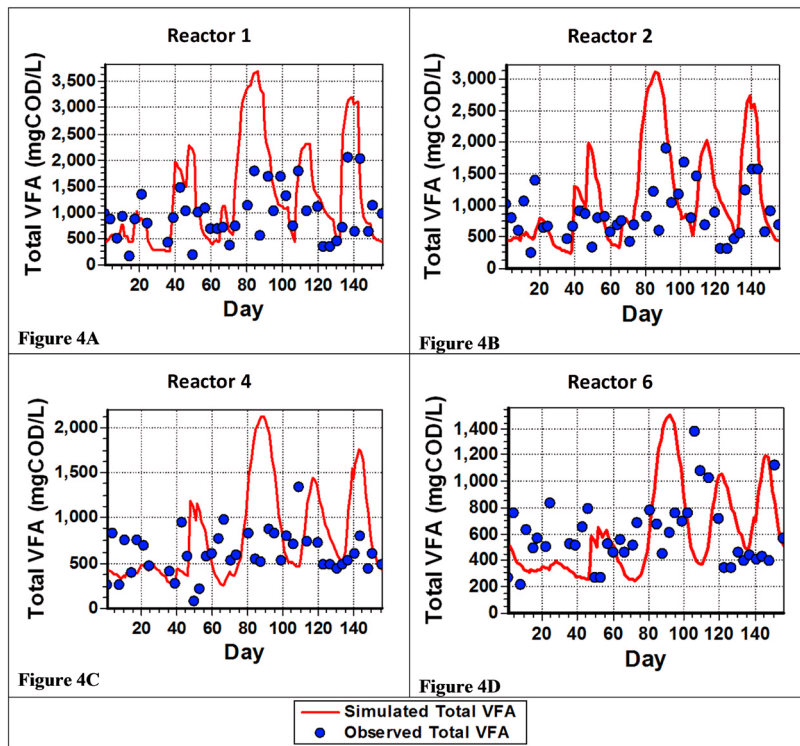 Reactor 1
Total VFA (mgCOD/L)
3,500
3,000
2,500
2,000
1,500
1,000
500
0
20 40 60 80 100 120 140
Day
Figure 4A
Reactor 2
Total VFA (mgCOD/L)
3,000
2,500
2,000
1,500
1,000
500
0
20 40 60 80 100 120 140
Day
Figure 4B
Reactor 4
Total VFA (mgCOD/L)
2,000
1,500
1,000
500
0
20 40 60 80 100 120 140
Day
Figure 4C
Reactor 6
Total VFA (mgCOD/L)
1,400
1,200
1,000
800
600
400
200
0
20 40 60 80 100 120 140
Day
Figure 4D
Simulated Total VFA
Observed Total VFA